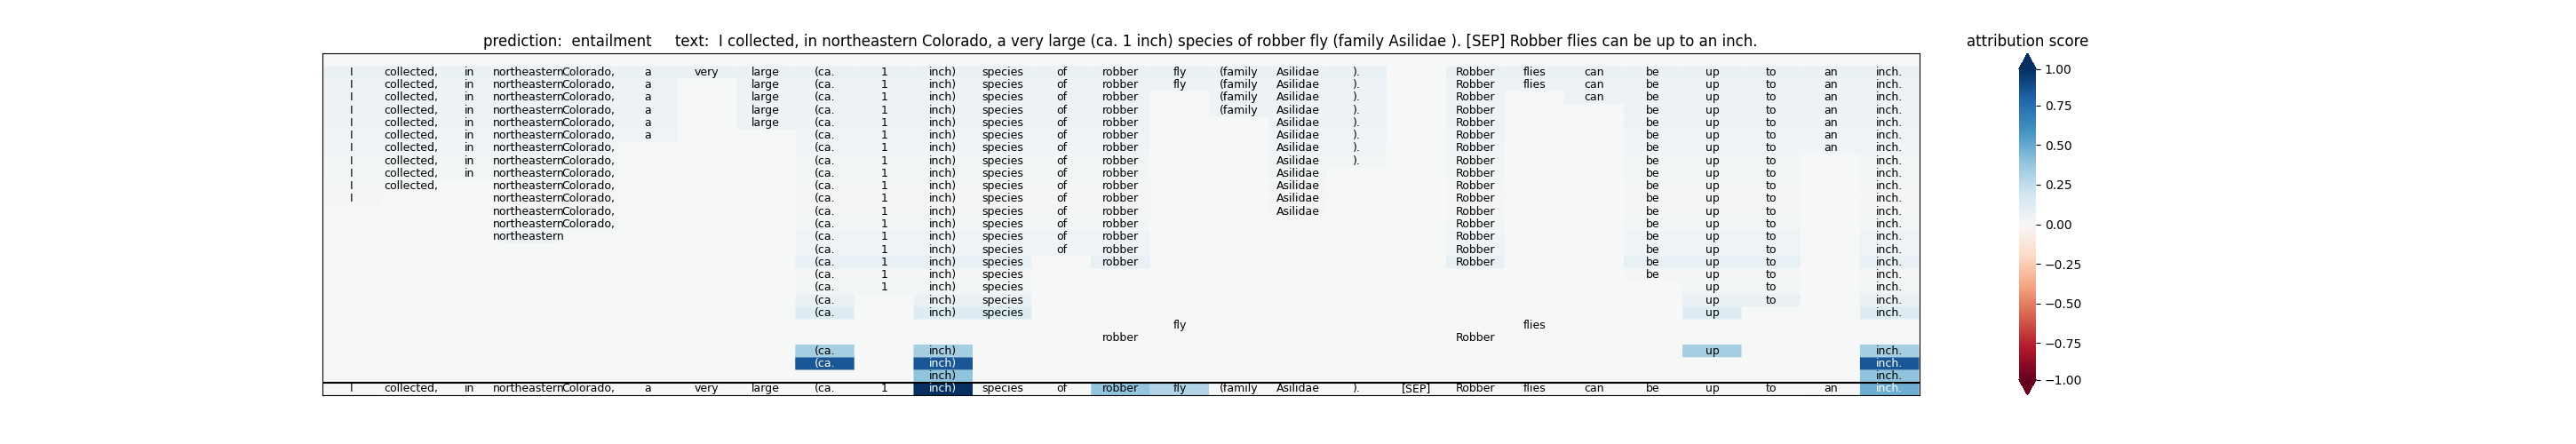 prediction: entailment text: I collected, in northeastern Colorado, a very large (ca. 1 inch) species of robber fly (family Asilidae ). [SEP] Robber flies can be up to an inch.
I collected, in northeastern Colorado, a very large (ca. 1 inch) species of robber fly (family Asilidae ). Robber flies can be up to an inch.
I collected, in northeastern Colorado, a large (ca. 1 inch) species of robber fly (family Asilidae ). Robber flies can be up to an inch.
I collected, in northeastern Colorado, a large (ca. 1 inch) species of robber (family Asilidae ). Robber can be up to an inch.
I collected, in northeastern Colorado, a large (ca. 1 inch) species of robber (family Asilidae ). Robber be up to an inch.
I collected, in northeastern Colorado, a large (ca. 1 inch) species of robber Asilidae ). Robber be up to an inch.
I collected, in northeastern Colorado, a (ca. 1 inch) species of robber Asilidae ). Robber be up to an inch.
I collected, in northeastern Colorado, (ca. 1 inch) species of robber Asilidae ). Robber be up to an inch.
I collected, in northeastern Colorado, (ca. 1 inch) species of robber Asilidae ). Robber be up to inch.
I collected, in northeastern Colorado, (ca. 1 inch) species of robber Asilidae Robber be up to inch.
I collected, northeastern Colorado, (ca. 1 inch) species of robber Asilidae Robber be up to inch.
I northeastern Colorado, (ca. 1 inch) species of robber Asilidae Robber be up to inch.
northeastern Colorado, (ca. 1 inch) species of robber Asilidae Robber be up to inch.
northeastern Colorado, (ca. 1 inch) species of robber Robber be up to inch.
northeastern (ca. 1 inch) species of robber Robber be up to inch.
(ca. 1 inch) species of robber Robber be up to inch.
(ca. 1 inch) species robber Robber be up to inch.
(ca. 1 inch) species be up to inch.
(ca. 1 inch) species up to inch.
(ca. inch) species up to inch.
(ca. inch) species up inch.
fly flies
robber Robber
(ca. inch) up inch.
(ca. inch) inch.
inch) inch.
I collected, in northeastern Colorado, a very large (ca. 1 inch) species of robber fly (family Asilidae ). [SEP] Robber flies can be up to an inch.
attribution score
1.00
0.75
0.50
0.25
0.00
−0.25
−0.50
−0.75
−1.00